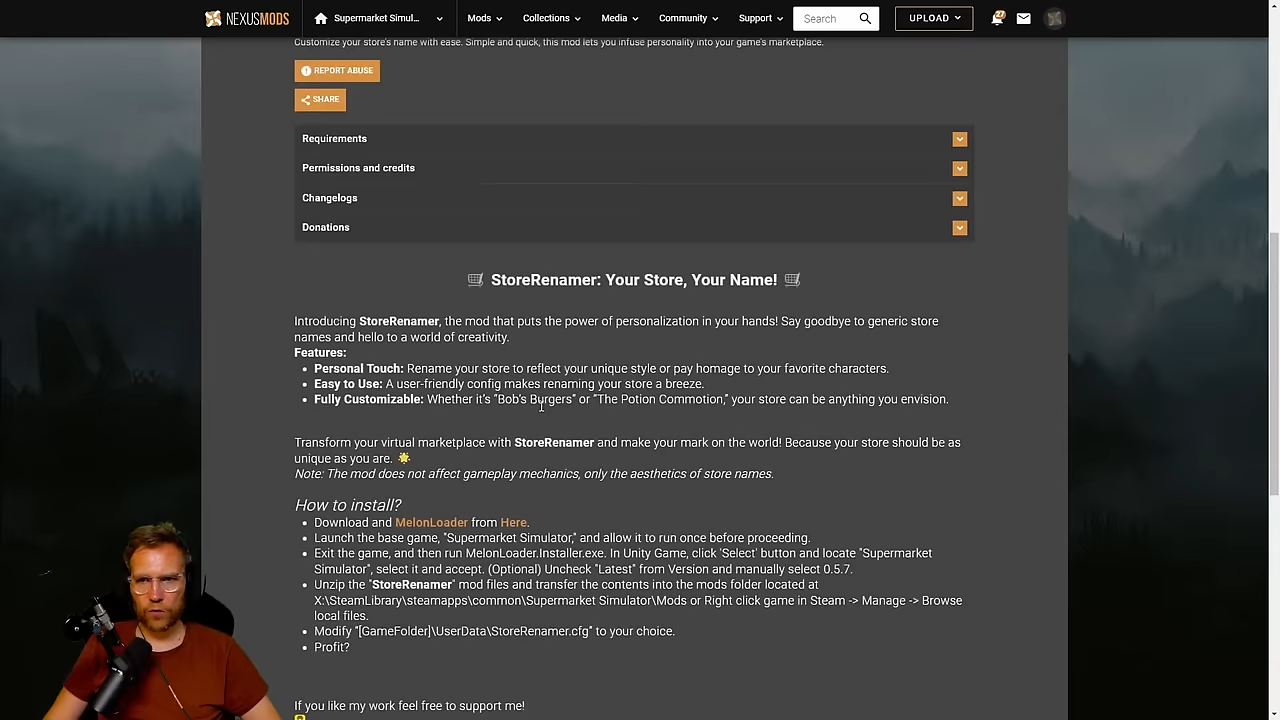 NEXUSMODS
Supermarket Simul...
Mods
Collections
Media
Community
Support
Search
UPLOAD
Customize your store's name with ease. Simple and quick, this mod lets you infuse personality into your game's marketplace.
REPORT ABUSE
SHARE
Requirements
Permissions and credits
Changelogs
Donations
🛒 StoreRenamer: Your Store, Your Name! 🛒
Introducing StoreRenamer, the mod that puts the power of personalization in your hands! Say goodbye to generic store
names and hello to a world of creativity.
Features:
• Personal Touch: Rename your store to reflect your unique style or pay homage to your favorite characters.
• Easy to Use: A user-friendly config makes renaming your store a breeze.
• Fully Customizable: Whether it's "Bob's Burgers" or "The Potion Commotion," your store can be anything you envision.
Transform your virtual marketplace with StoreRenamer and make your mark on the world! Because your store should be as
unique as you are. 🌟
Note: The mod does not affect gameplay mechanics, only the aesthetics of store names.
How to install?
• Download and MelonLoader from Here.
• Launch the base game, "Supermarket Simulator," and allow it to run once before proceeding.
• Exit the game, and then run MelonLoader.Installer.exe. In Unity Game, click 'Select' button and locate "Supermarket
Simulator", select it and accept. (Optional) Uncheck "Latest" from Version and manually select 0.5.7.
• Unzip the "StoreRenamer" mod files and transfer the contents into the mods folder located at
X:\SteamLibrary\steamapps\common\Supermarket Simulator\Mods or Right click game in Steam -> Manage -> Browse
local files.
• Modify "[GameFolder]\UserData\StoreRenamer.cfg" to your choice.
• Profit?
If you like my work feel free to support me!